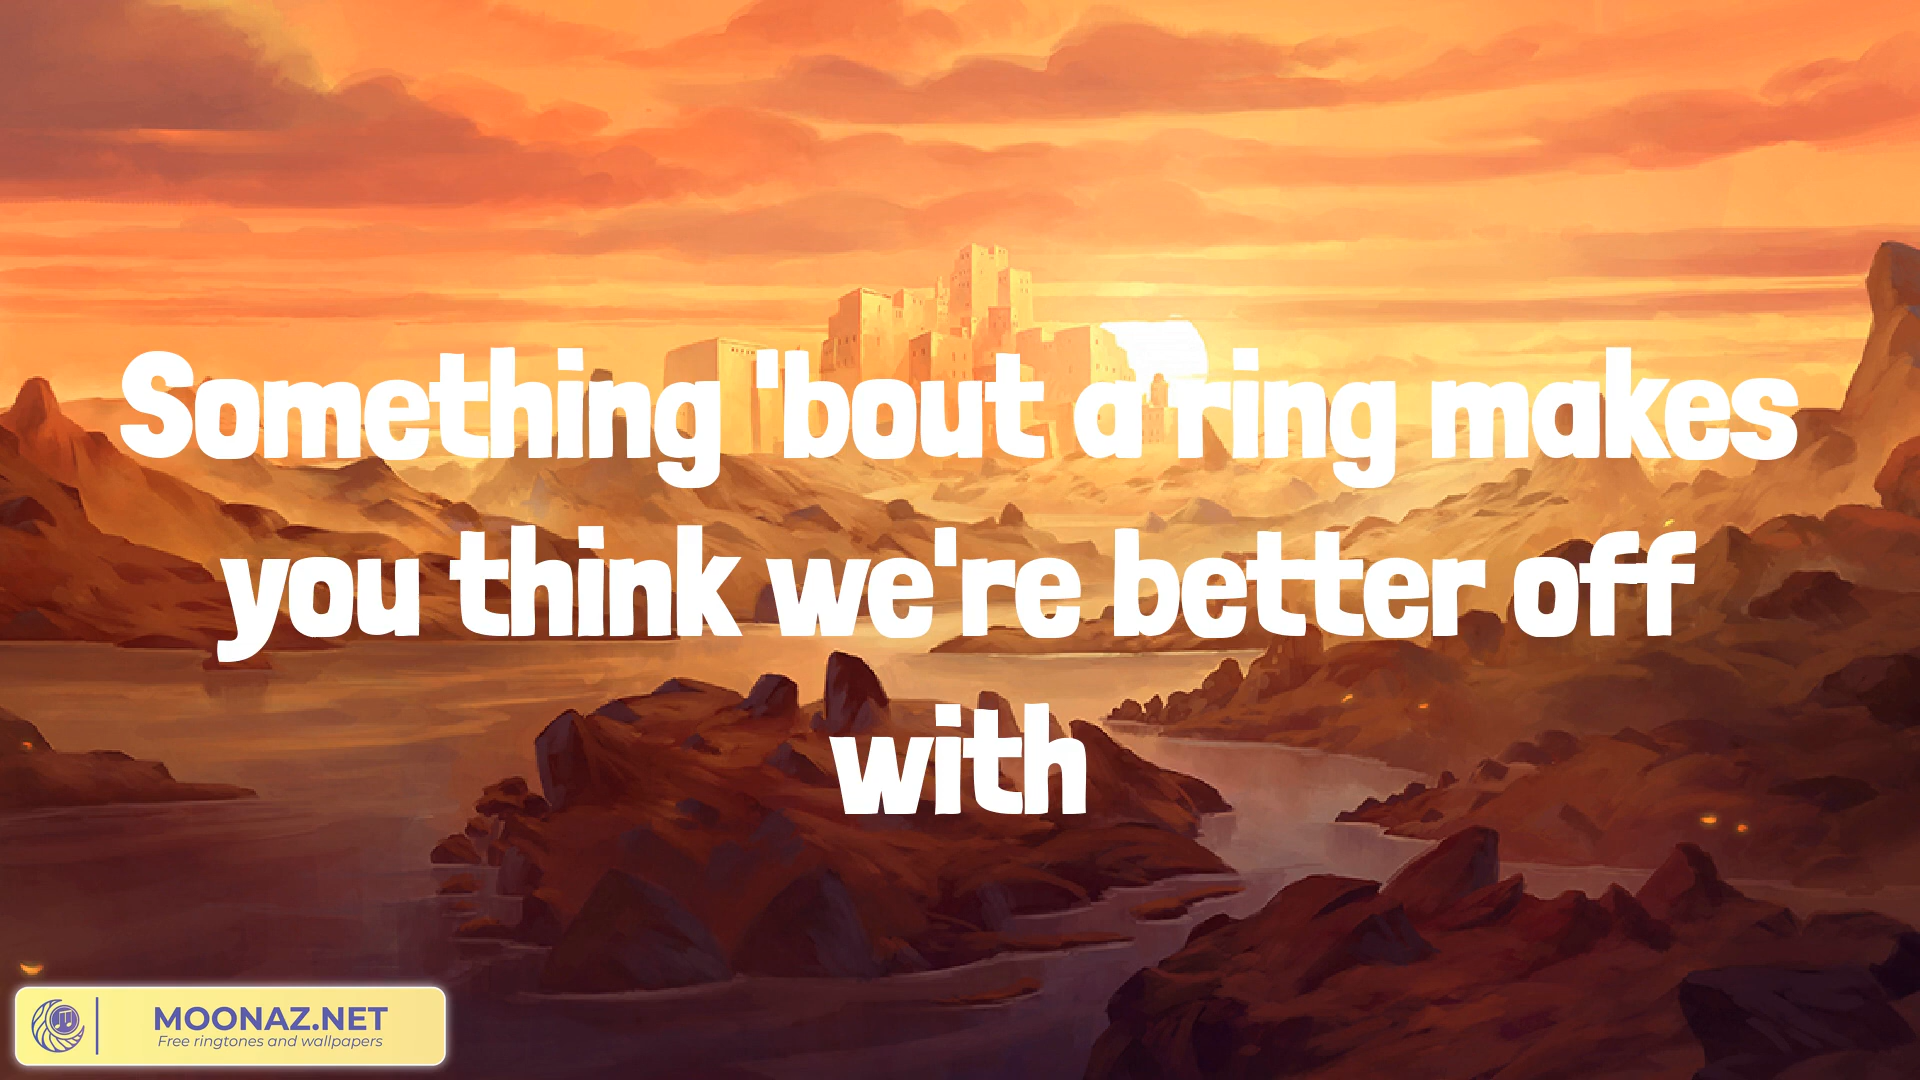 Something 'bout a ring makes
you think we're better off
with
MOONAZ.NET
Free ringtones and wallpapers